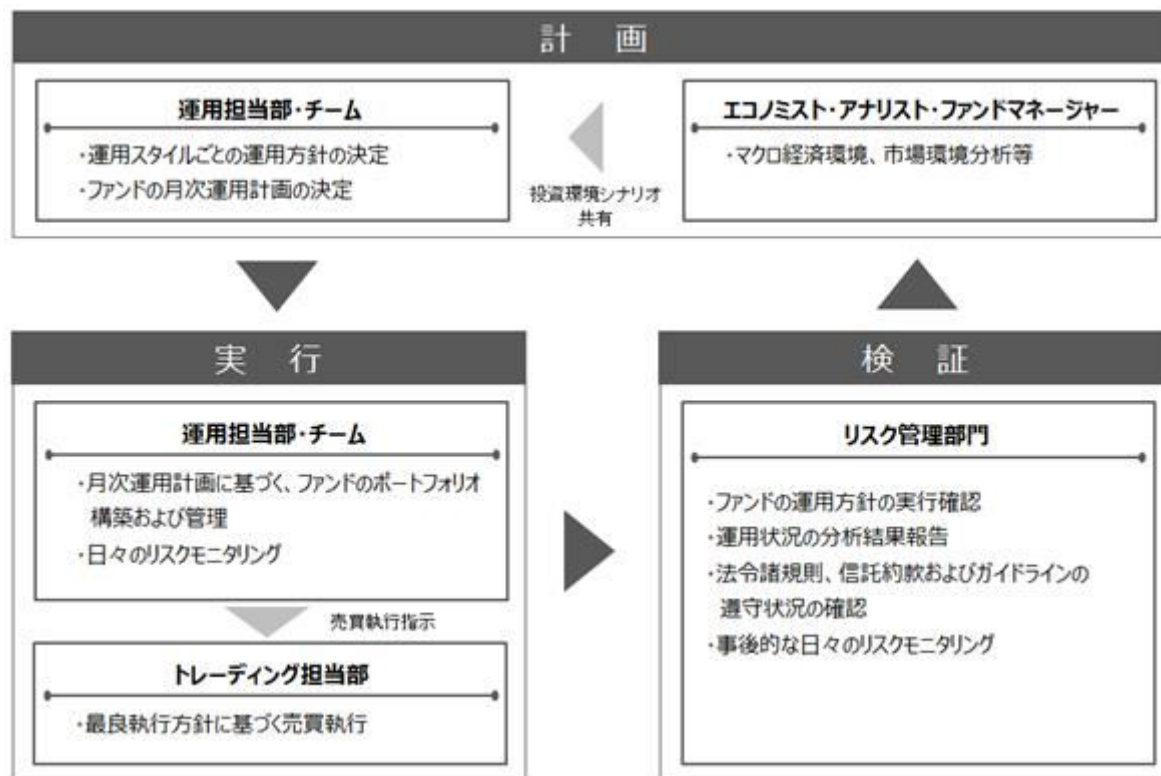 計 画
運用担当部・チーム
・運用スタイルごとの運用方針の決定
・ファンドの月次運用計画の決定
投資環境シナリオ
共有
エコノミスト・アナリスト・ファンドマネージャー
・マクロ経済環境、市場環境分析等
実 行
運用担当部・チーム
・月次運用計画に基づく、ファンドのポートフォリオ
構築および管理
・日々のリスクモニタリング
売買執行指示
トレーディング担当部
・最良執行方針に基づく売買執行
検 証
リスク管理部門
・ファンドの運用方針の実行確認
・運用状況の分析結果報告
・法令諸規則、信託約款およびガイドラインの
遵守状況の確認
・事後的な日々のリスクモニタリング